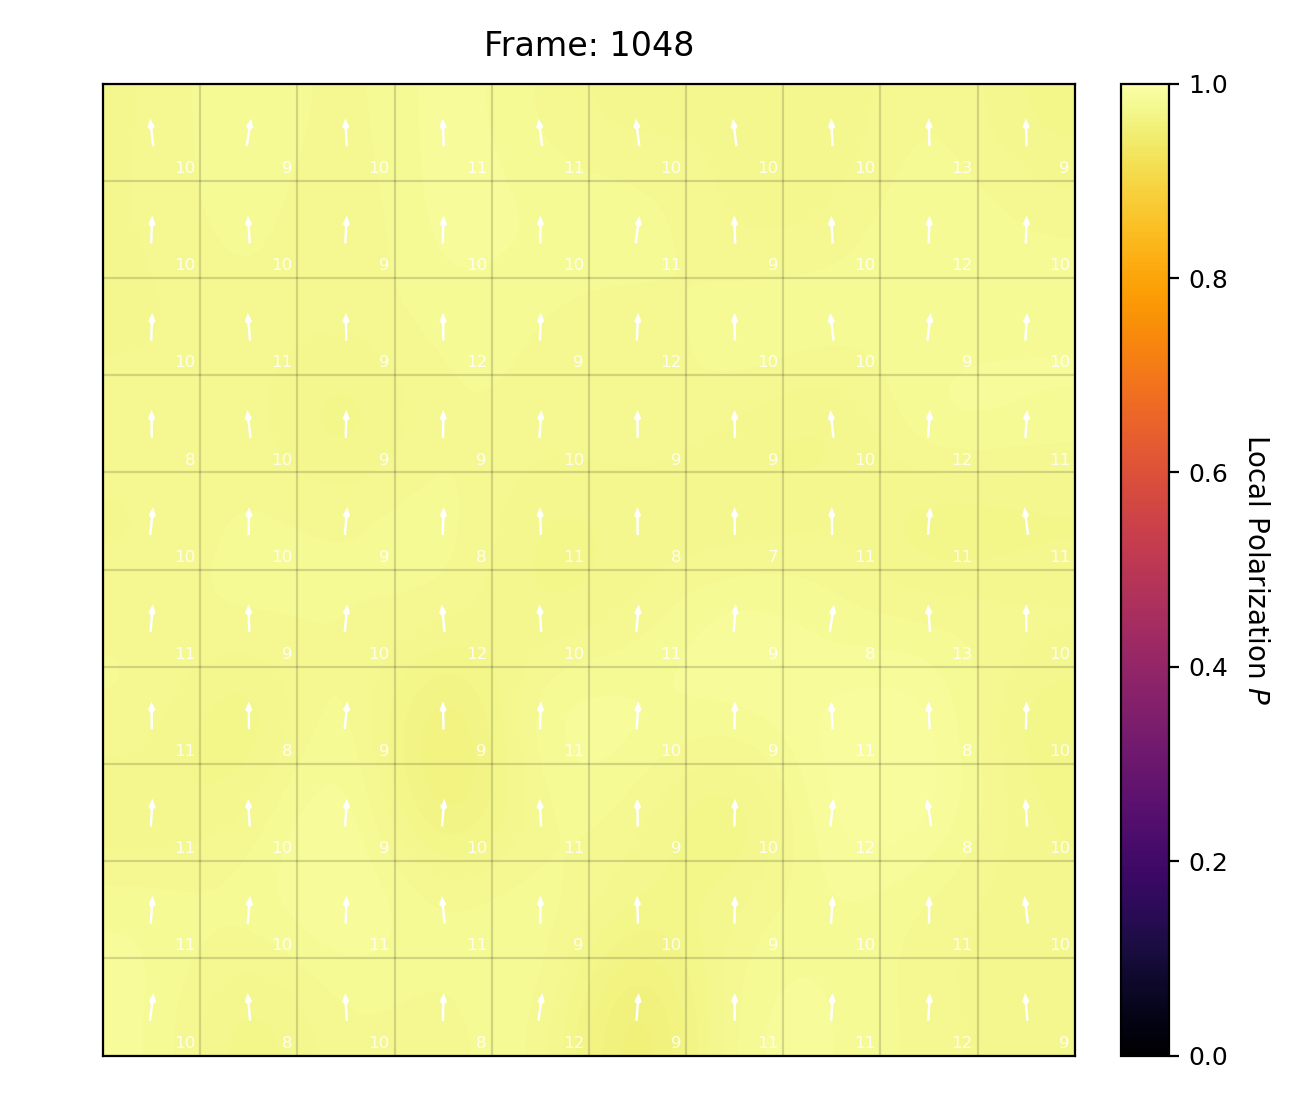 Frame: 1048
10 9 10 11 11 10 10 10 13 9
10 10 9 10 10 11 9 10 12 10
10 11 9 12 9 12 10 10 9 10
8 10 9 9 10 9 9 10 12 11
10 10 9 8 11 8 7 11 11 11
11 9 10 12 10 11 9 8 13 10
11 8 9 9 11 10 9 11 8 10
11 10 9 10 11 9 10 12 8 10
11 10 11 11 9 10 9 10 11 10
10 8 10 8 12 9 11 11 12 9
1.0
0.8
0.6
0.4
0.2
0.0
Local Polarization P